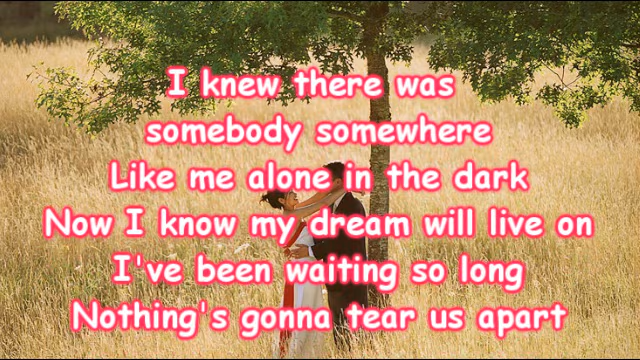 I knew there was
somebody somewhere
Like me alone in the dark
Now I know my dream will live on
I've been waiting so long
Nothing's gonna tear us apart